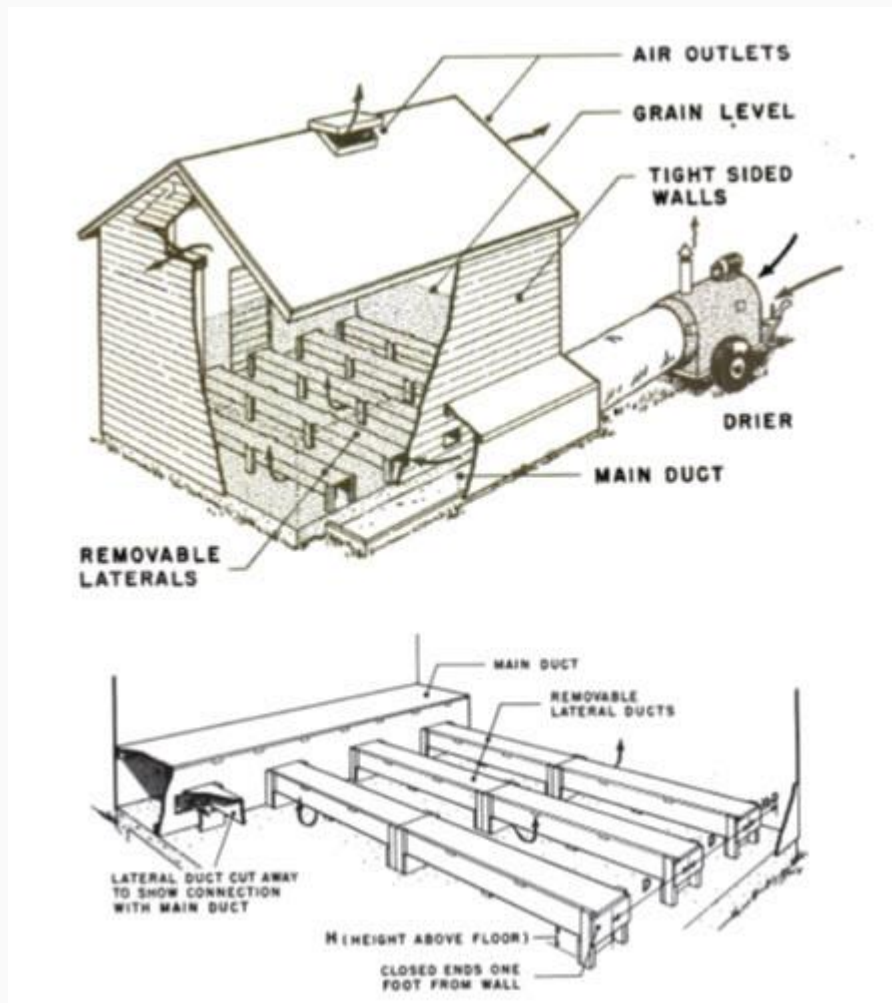 AIR OUTLETS
GRAIN LEVEL
TIGHT SIDED
WALLS
DRIER
MAIN DUCT
REMOVABLE
LATERALS
MAIN DUCT
REMOVABLE
LATERAL DUCTS
LATERAL DUCT CUT AWAY
TO SHOW CONNECTION
WITH MAIN DUCT
H (HEIGHT ABOVE FLOOR)
CLOSED ENDS ONE
FOOT FROM WALL